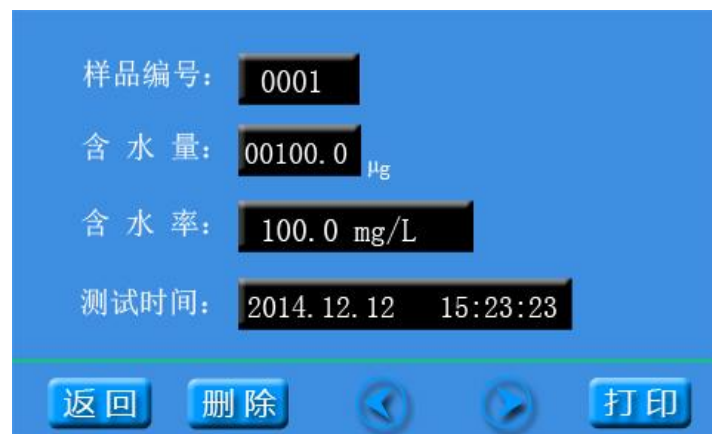 样品编号： 0001
含 水 量： 00100.0 μg
含 水 率： 100.0 mg/L
测试时间： 2014.12.12 15:23:23
返回 删除 打印